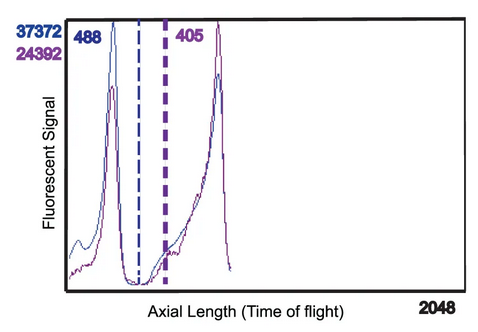 37372
24392
488
405
Fluorescent Signal
Axial Length (Time of flight)
2048